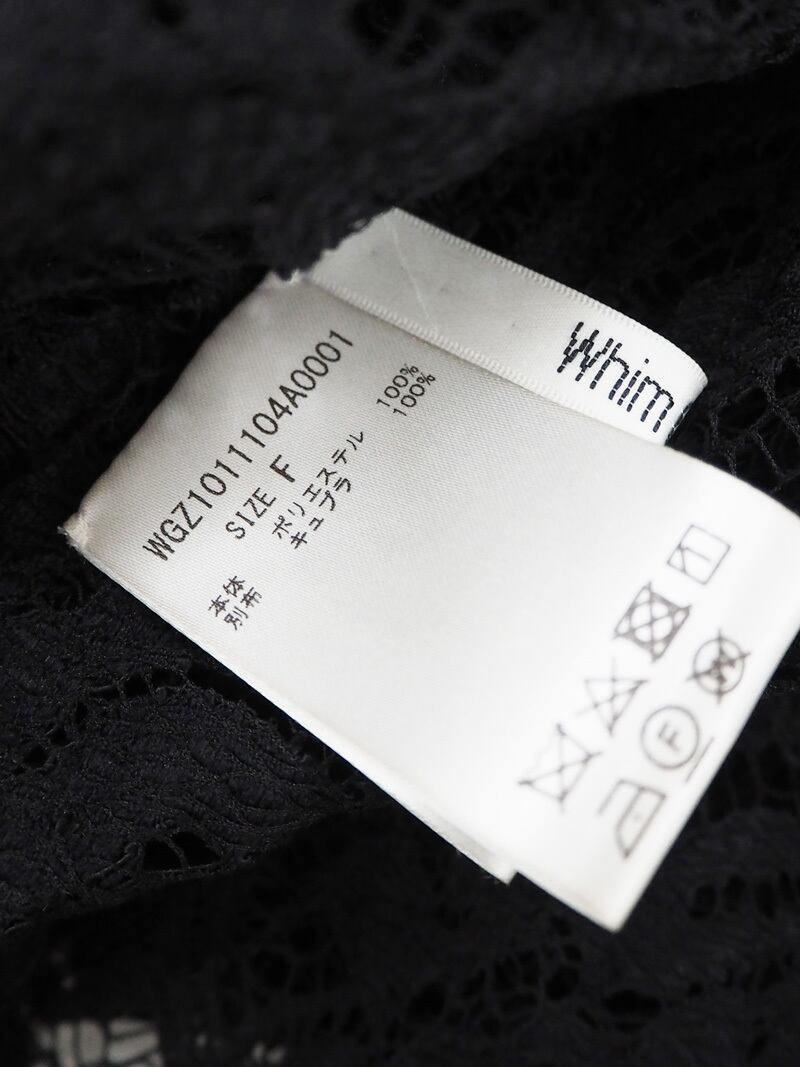 Whim
WGZ1011104A0001
SIZE F
本体 ポリエステル 100%
別布 キュプラ 100%
F